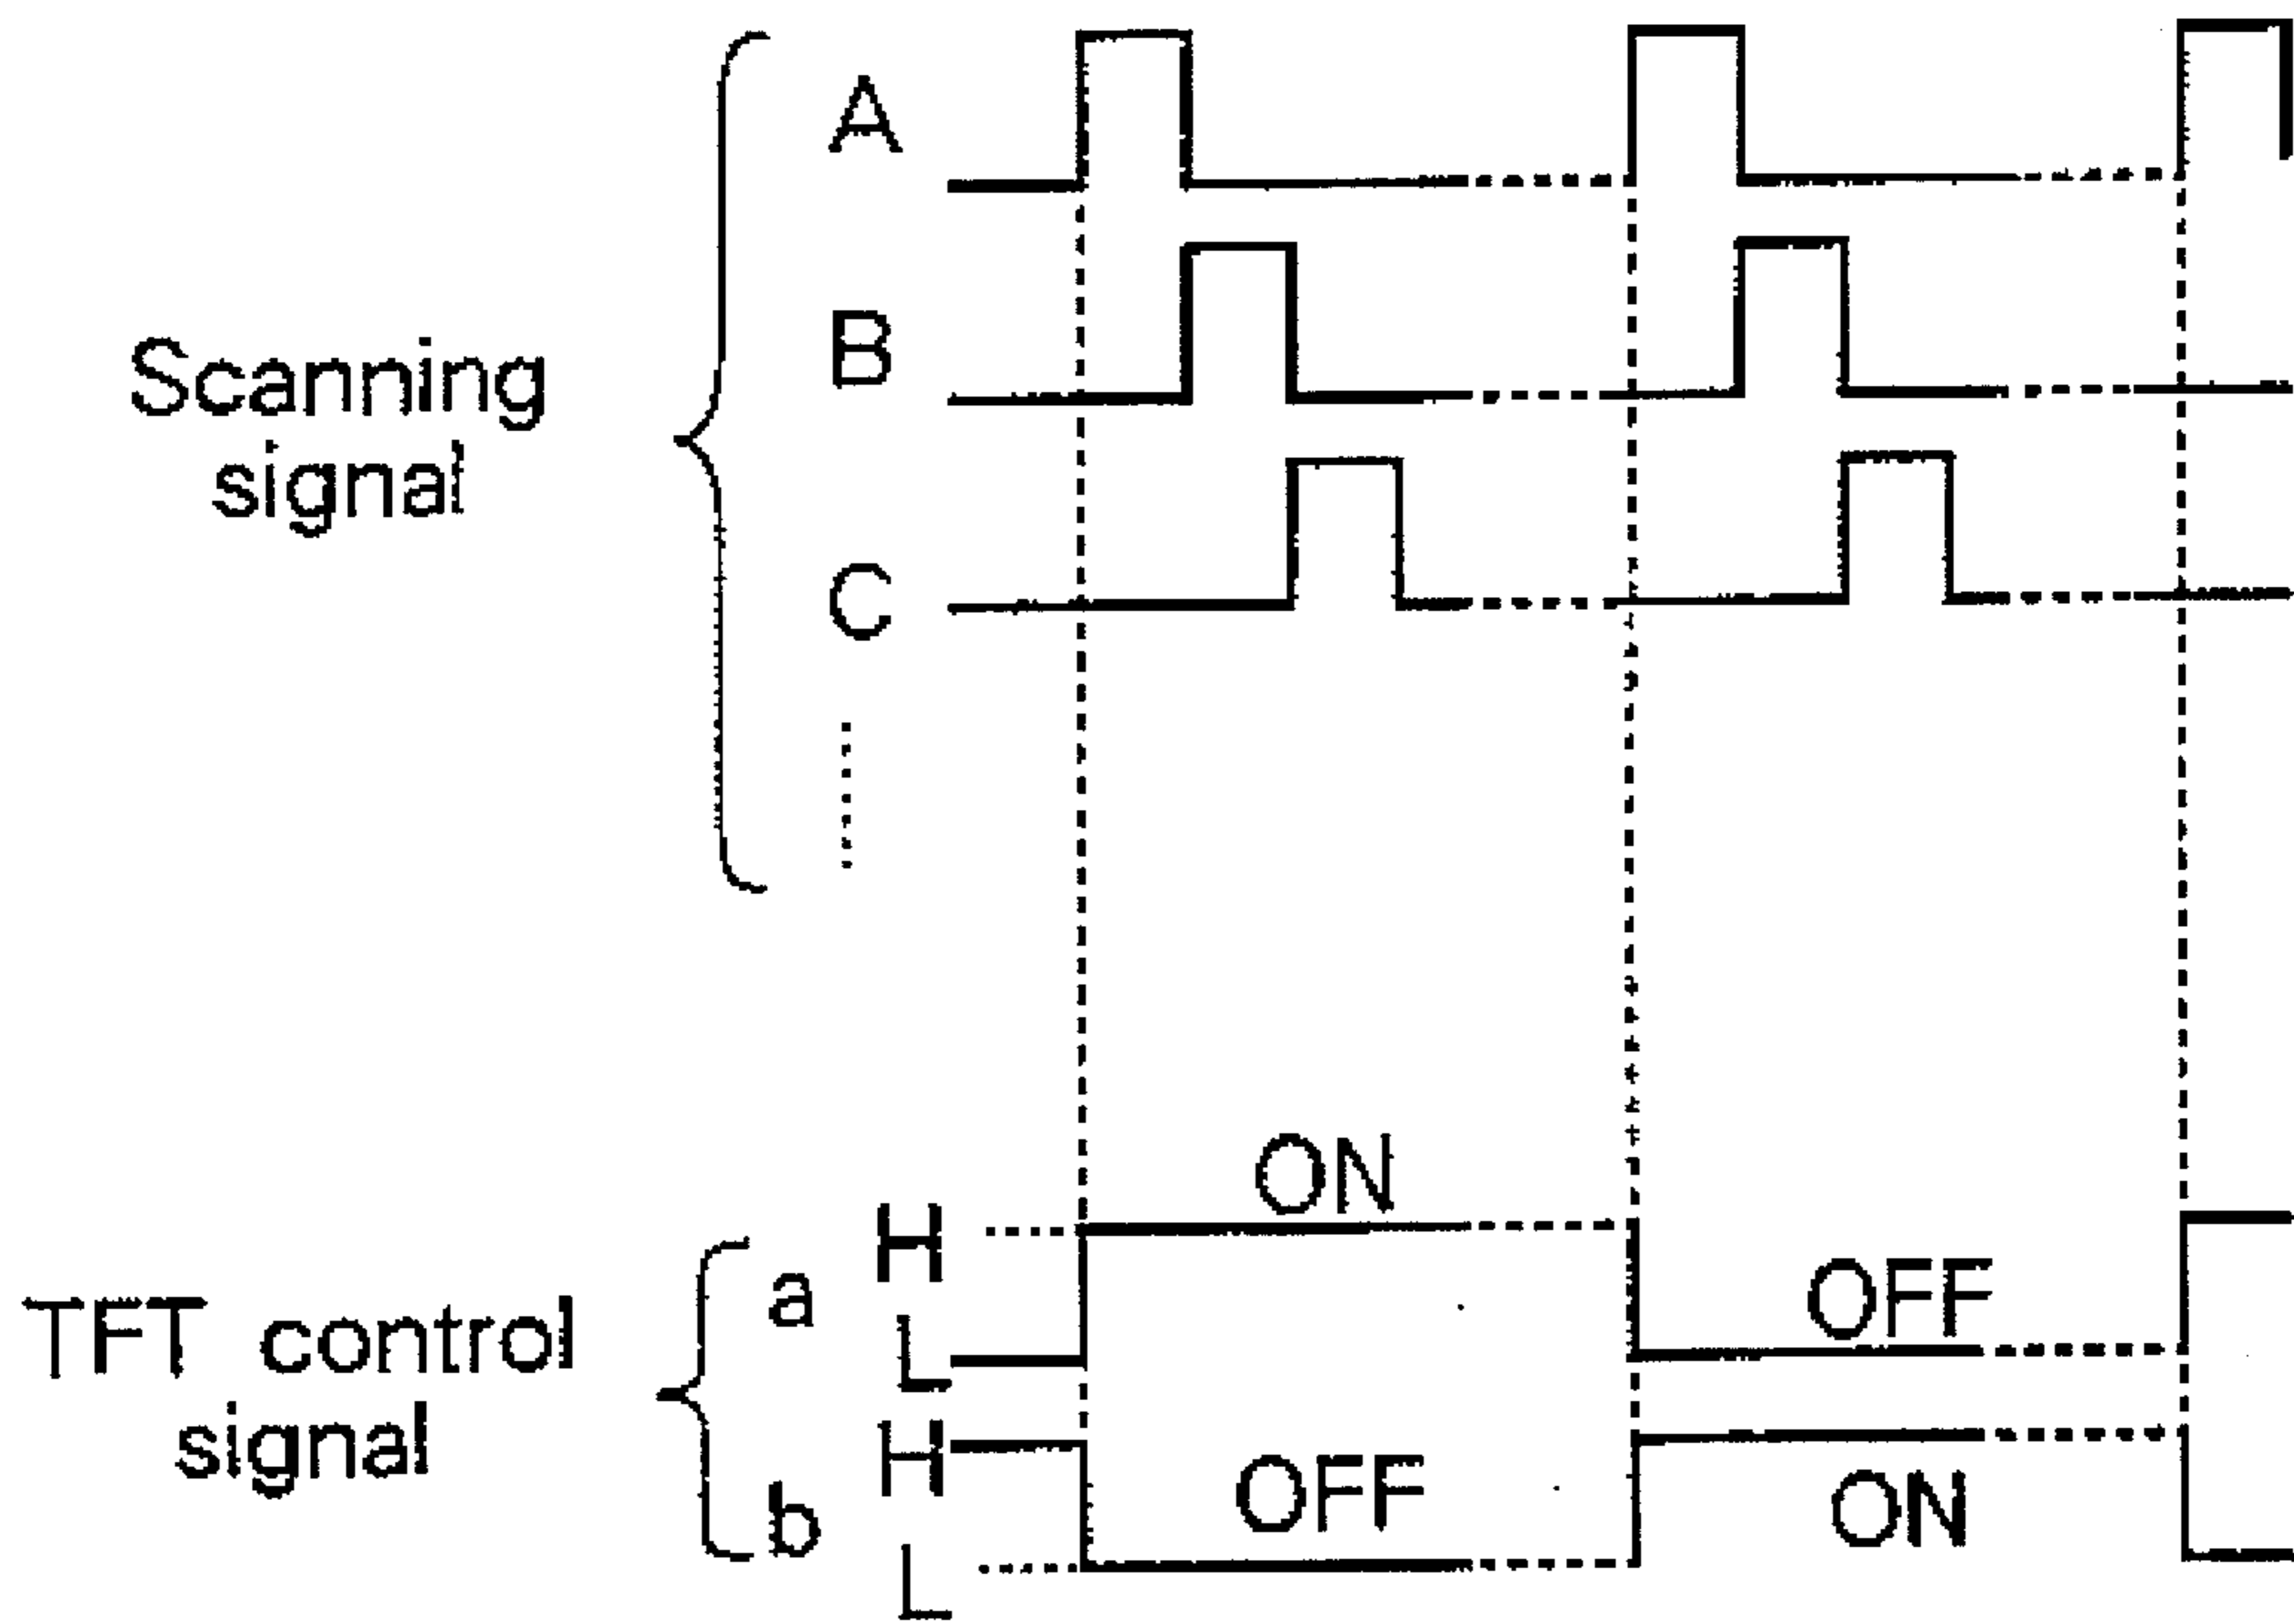 A
B
Scanning
signal
C
ON
H
a
OFF
L
TFT control
signal
H
OFF
ON
b
L